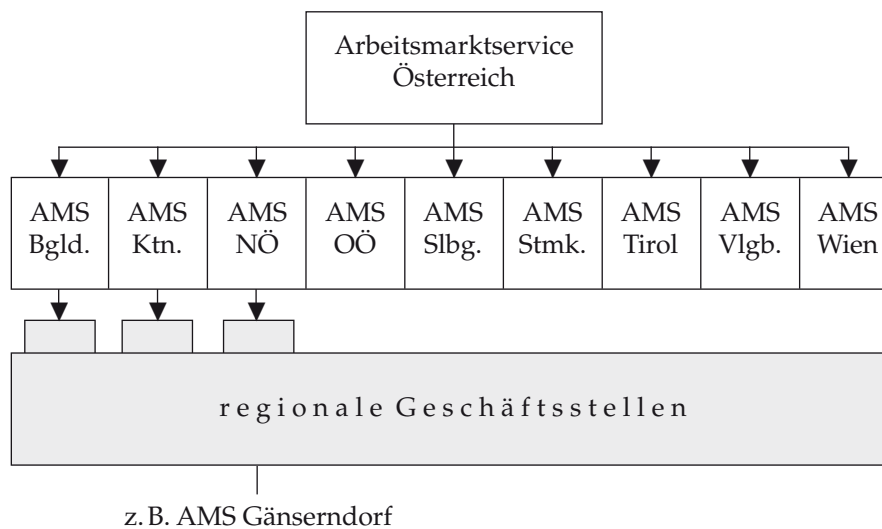 Arbeitsmarktservice
Österreich
AMS Bgld.
AMS Ktn.
AMS NÖ
AMS OÖ
AMS Slbg.
AMS Stmk.
AMS Tirol
AMS Vlgb.
AMS Wien
regionale Geschäftsstellen
z. B. AMS Gänserndorf